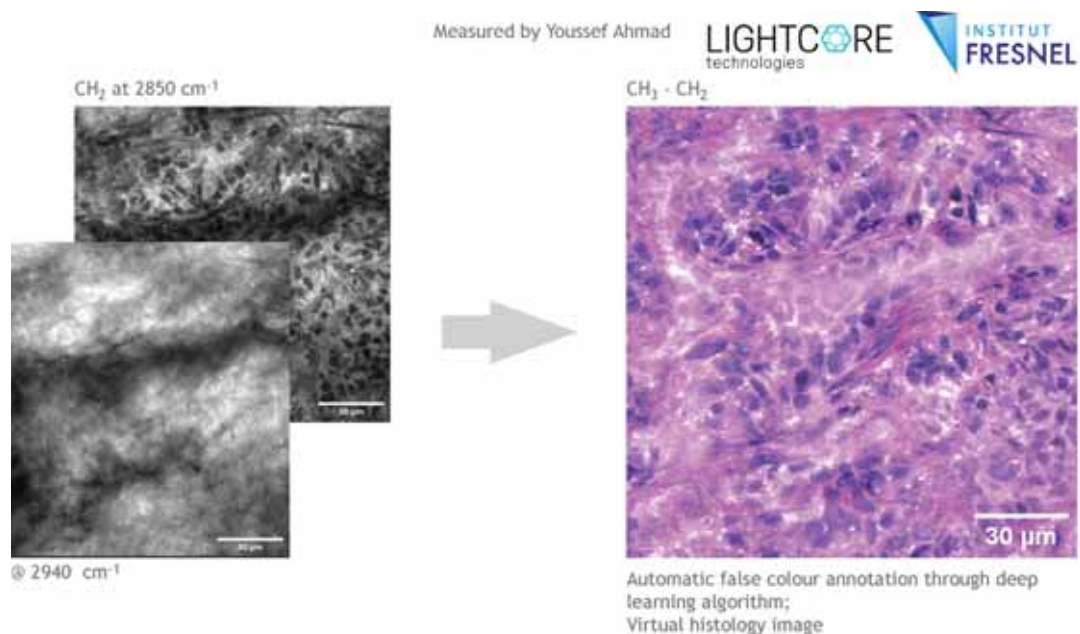 Measured by Youssef Ahmad
LIGHTCORE
technologies
INSTITUT
FRESNEL
CH₂ at 2850 cm⁻¹
CH₃ - CH₂
30 µm
@ 2940 cm⁻¹
Automatic false colour annotation through deep
learning algorithm;
Virtual histology image